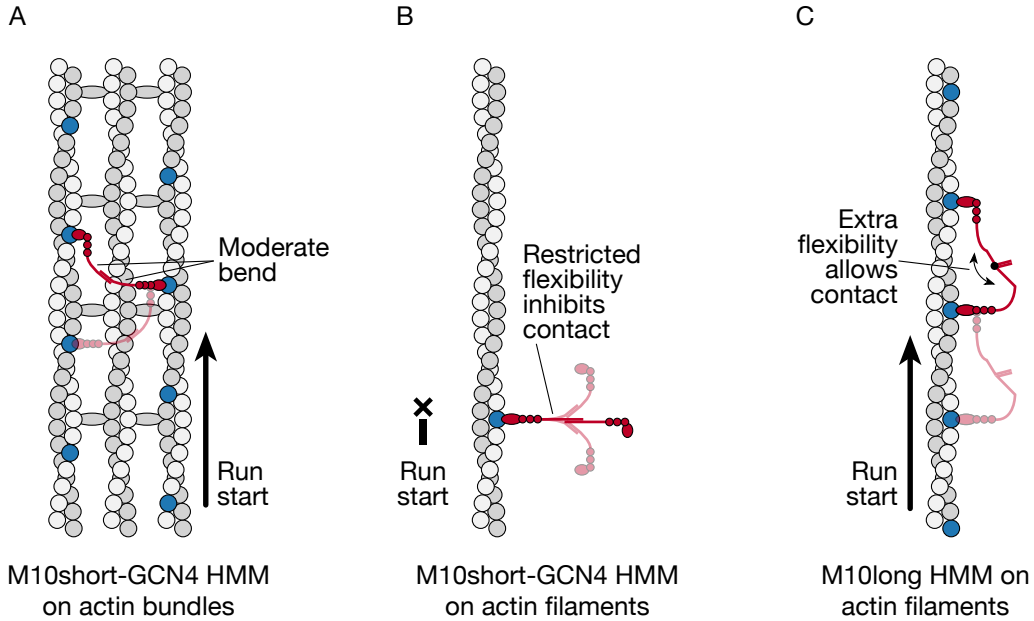 A
Moderate
bend
Run
start
M10short-GCN4 HMM
on actin bundles
B
Restricted
flexibility
inhibits
contact
Run
start
M10short-GCN4 HMM
on actin filaments
C
Extra
flexibility
allows
contact
Run
start
M10long HMM on
actin filaments